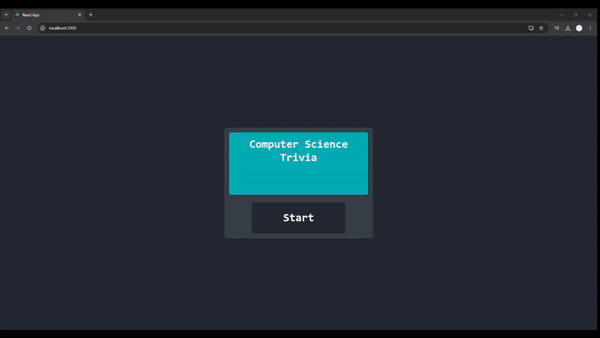 React App
localhost:3000
Computer Science
Trivia
Start